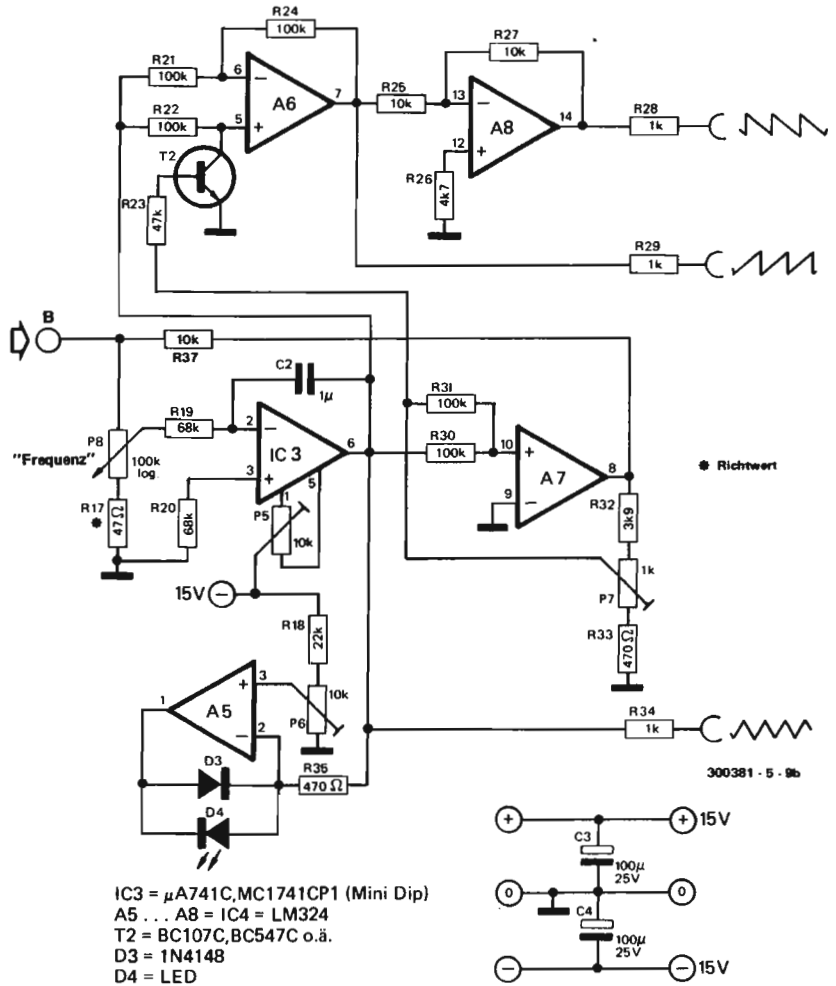 R24
100k
R27
10k
R21
100k
6
−
A6
7
R25
10k
13
−
A8
14
R28
1k
R22
100k
5
+
12
+
T2
R26
4k7
R23
47k
R29
1k
B
10k
R37
C2
1µ
R31
100k
R19
68k
2
−
IC 3
6
R30
100k
10
+
A7
8
P8
"Frequenz"
100k
log.
3
+
1
5
9
−
✱ Richtwert
R17
✱
47 Ω
R20
68k
P5
10k
R32
3k9
1k
P7
15V −
R18
22k
R33
470 Ω
1
A5
+
3
10k
P6
−
2
R34
1k
D3
R35
470 Ω
300381 - 5 - 9b
D4
+
+ 15V
C3
100µ
25V
0
0
C4
100µ
25V
−
− 15V
IC3 = µA741C,MC1741CP1 (Mini Dip)
A5 . . . A8 = IC4 = LM324
T2 = BC107C,BC547C o.ä.
D3 = 1N4148
D4 = LED